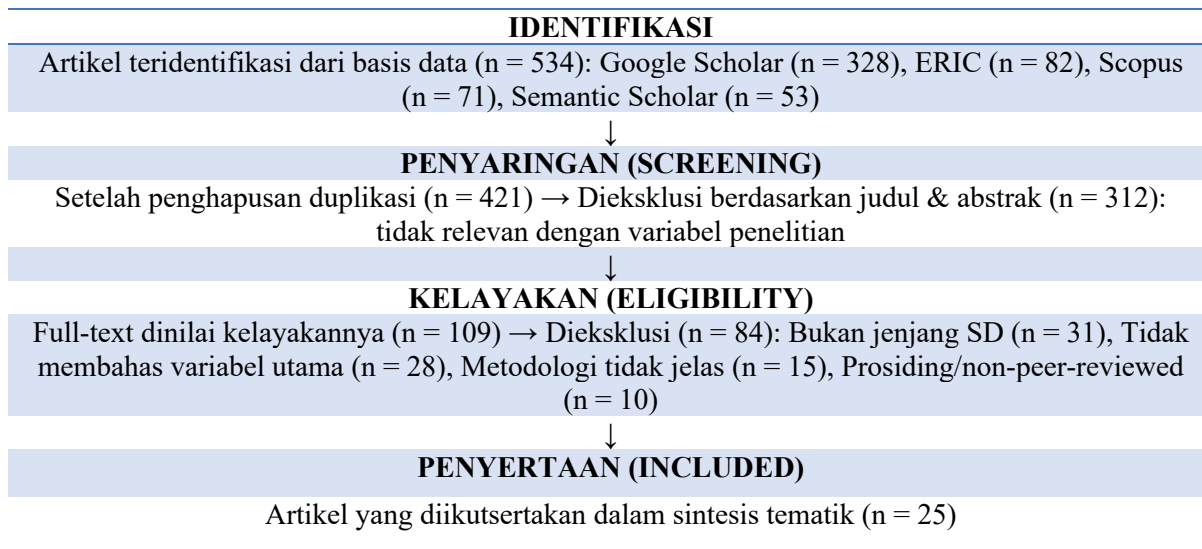 IDENTIFIKASI
Artikel teridentifikasi dari basis data (n = 534): Google Scholar (n = 328), ERIC (n = 82), Scopus
(n = 71), Semantic Scholar (n = 53)
↓
PENYARINGAN (SCREENING)
Setelah penghapusan duplikasi (n = 421) → Dieksklusi berdasarkan judul & abstrak (n = 312):
tidak relevan dengan variabel penelitian
↓
KELAYAKAN (ELIGIBILITY)
Full-text dinilai kelayakannya (n = 109) → Dieksklusi (n = 84): Bukan jenjang SD (n = 31), Tidak
membahas variabel utama (n = 28), Metodologi tidak jelas (n = 15), Prosiding/non-peer-reviewed
(n = 10)
↓
PENYERTAAN (INCLUDED)
Artikel yang diikutsertakan dalam sintesis tematik (n = 25)